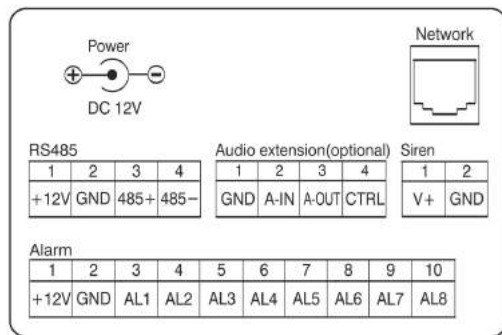 Power
Network
⊕ ⊖
DC 12V
RS485
1 2 3 4
+12V GND 485+ 485−
Audio extension(optional)
1 2 3 4
GND A-IN A-OUT CTRL
Siren
1 2
V+ GND
Alarm
1 2 3 4 5 6 7 8 9 10
+12V GND AL1 AL2 AL3 AL4 AL5 AL6 AL7 AL8